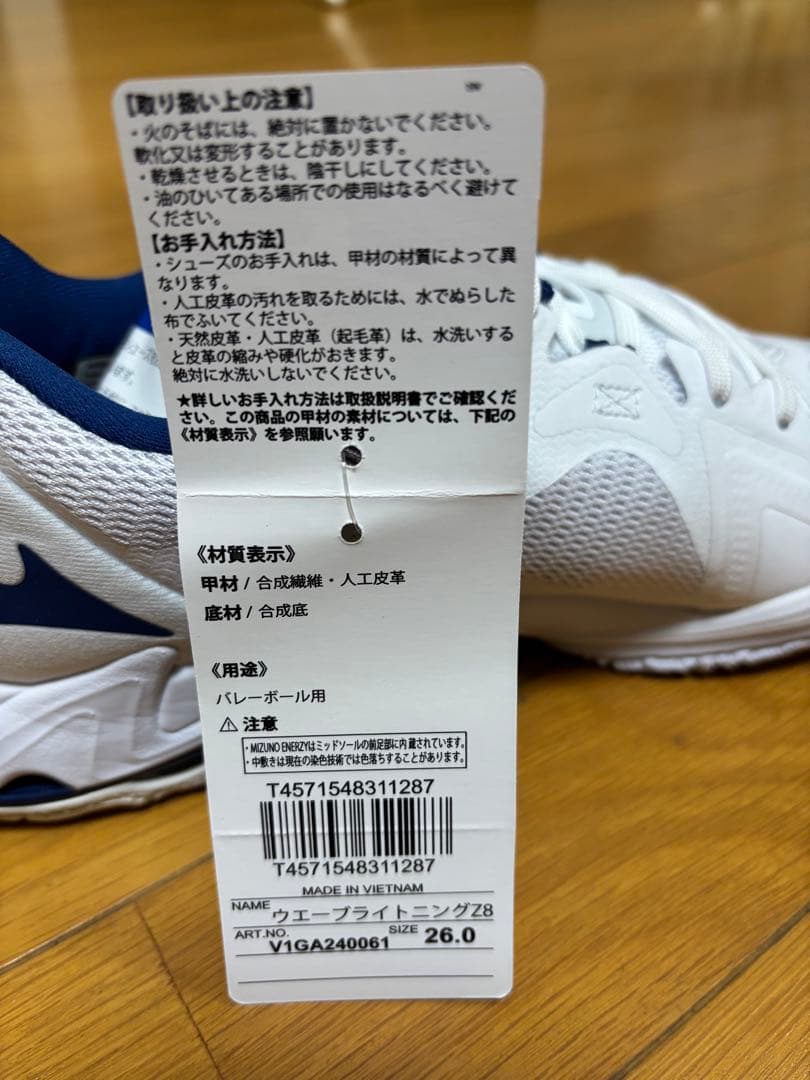 【取り扱い上の注意】
・火のそばには、絶対に置かないでください。
軟化又は変形することがあります。
・乾燥させるときは、陰干しにしてください。
・油のひいてある場所での使用はなるべく避けて
ください。
【お手入れ方法】
・シューズのお手入れは、甲材の材質によって異
なります。
・人工皮革の汚れを取るためには、水でぬらした
布でふいてください。
・天然皮革・人工皮革（起毛革）は、水洗いする
と皮革の縮みや硬化がおきます。
絶対に水洗いしないでください。
★詳しいお手入れ方法は取扱説明書でご確認くだ
さい。この商品の甲材の素材については、下記の
《材質表示》を参照願います。
《材質表示》
甲材 / 合成繊維・人工皮革
底材 / 合成底
《用途》
バレーボール用
⚠ 注意
・MIZUNO ENERZYはミッドソールの前足部に内蔵されています。
・中敷きは現在の染色技術では色落ちすることがあります。
T4571548311287
T4571548311287
MADE IN VIETNAM
NAME ウエーブライトニングZ8
ART.NO. V1GA240061 SIZE 26.0